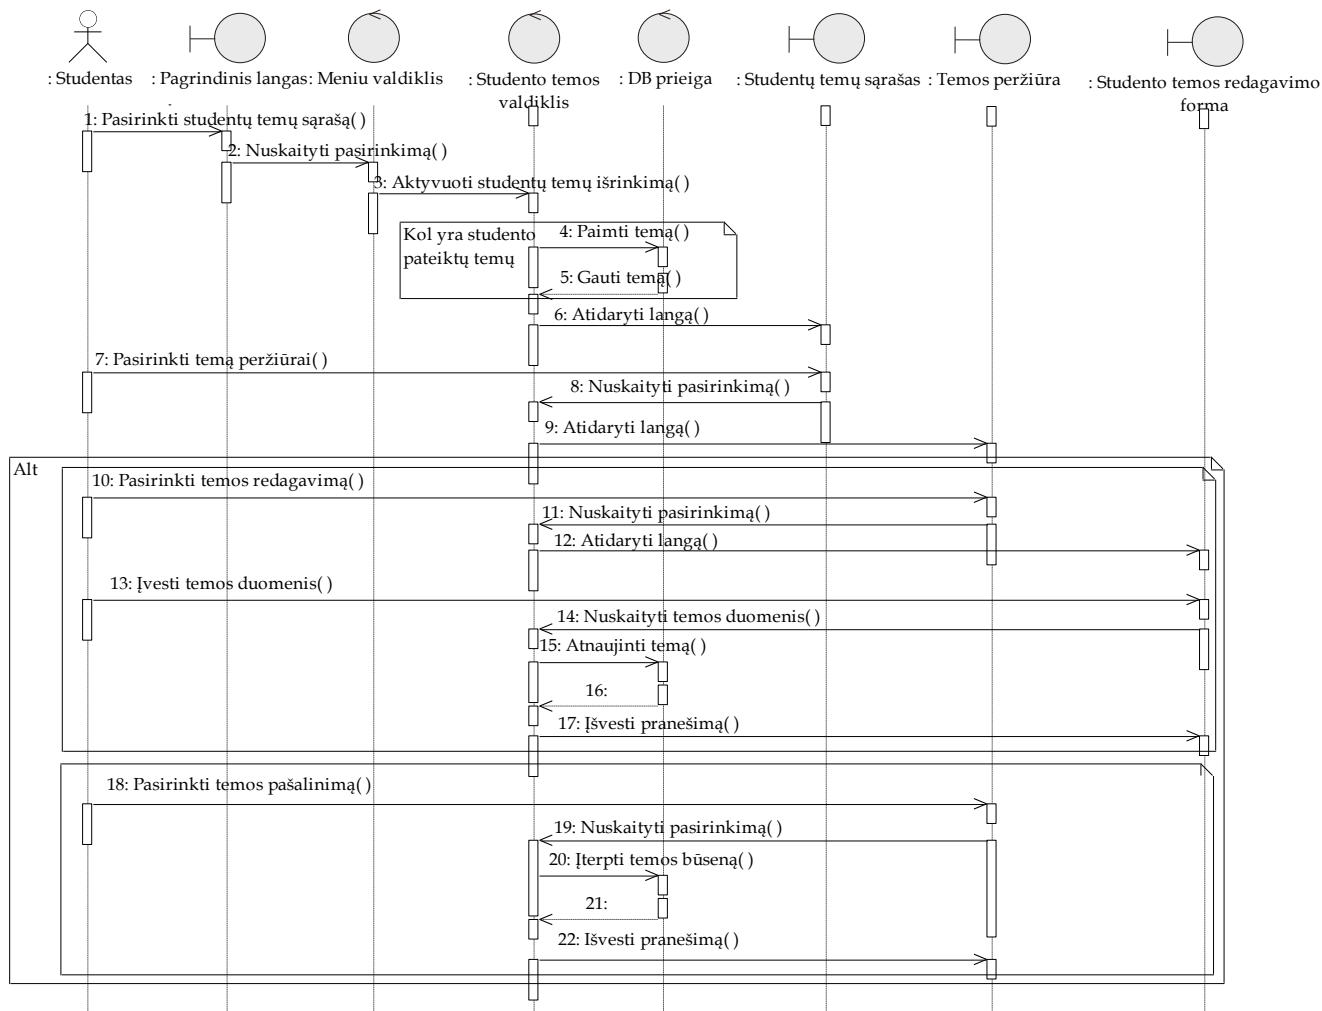 : Studentas
: Pagrindinis langas
: Meniu valdiklis
: Studento temos
valdiklis
: DB prieiga
: Studentų temų sąrašas
: Temos peržiūra
: Studento temos redagavimo
forma
1: Pasirinkti studentų temų sąrašą( )
2: Nuskaityti pasirinkimą( )
3: Aktyvuoti studentų temų išrinkimą( )
Kol yra studento
pateiktų temų
4: Paimti temą( )
5: Gauti temą( )
6: Atidaryti langą( )
7: Pasirinkti temą peržiūrai( )
8: Nuskaityti pasirinkimą( )
9: Atidaryti langą( )
Alt
10: Pasirinkti temos redagavimą( )
11: Nuskaityti pasirinkimą( )
12: Atidaryti langą( )
13: Įvesti temos duomenis( )
14: Nuskaityti temos duomenis( )
15: Atnaujinti temą( )
16:
17: Įšvesti pranešimą( )
18: Pasirinkti temos pašalinimą( )
19: Nuskaityti pasirinkimą( )
20: Įterpti temos būseną( )
21:
22: Išvesti pranešimą( )